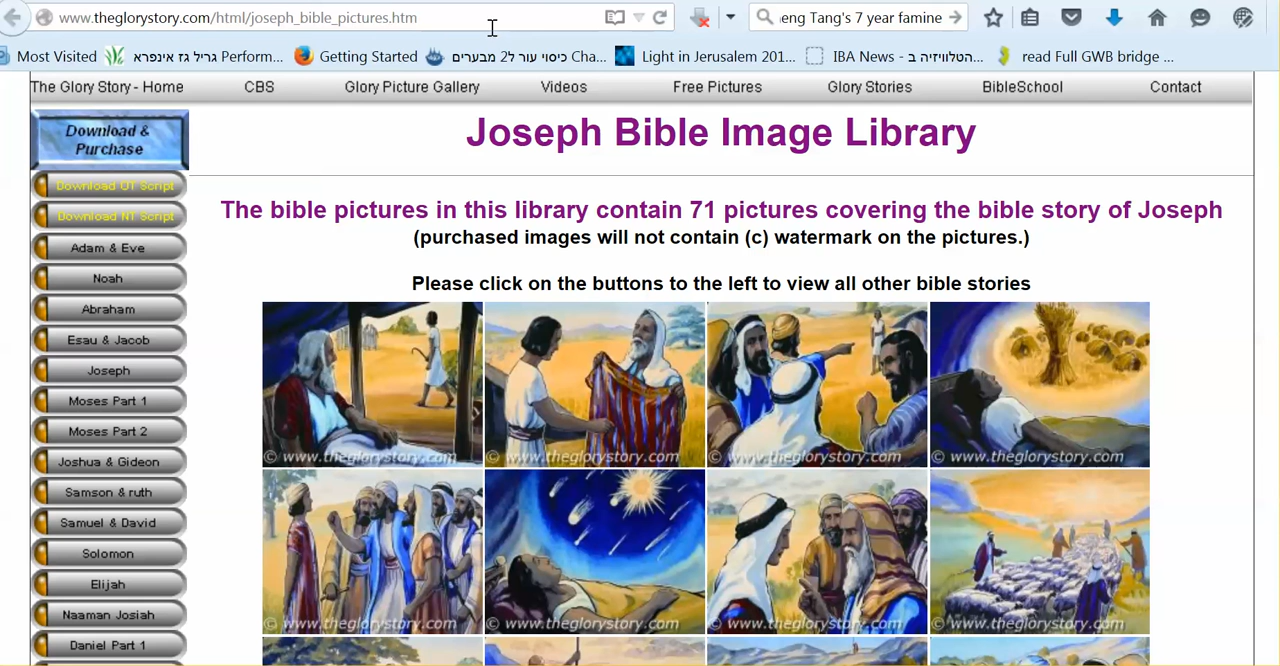 www.theglorystory.com/html/joseph_bible_pictures.htm
eng Tang's 7 year famine
Most Visited
גריל גז אינפרא Perform...
Getting Started
כיסוי עור ל2 מבערים Cha...
Light in Jerusalem 201...
IBA News - הטלוויזיה ב...
read Full GWB bridge ...
The Glory Story - Home
CBS
Glory Picture Gallery
Videos
Free Pictures
Glory Stories
BibleSchool
Contact
Download &
Purchase
Download OT Script
Download NT Script
Adam & Eve
Noah
Abraham
Esau & Jacob
Joseph
Moses Part 1
Moses Part 2
Joshua & Gideon
Samson & ruth
Samuel & David
Solomon
Elijah
Naaman Josiah
Daniel Part 1
Joseph Bible Image Library
The bible pictures in this library contain 71 pictures covering the bible story of Joseph
(purchased images will not contain (c) watermark on the pictures.)
Please click on the buttons to the left to view all other bible stories
© www.theglorystory.com
© www.theglorystory.com
© www.theglorystory.com
© www.theglorystory.com
© www.theglorystory.com
© www.theglorystory.com
© www.theglorystory.com
© www.theglorystory.com